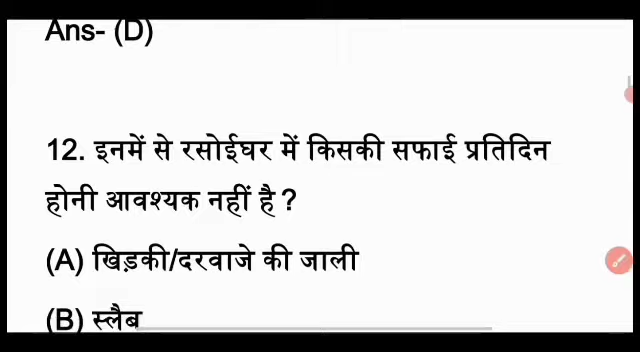 Ans- (D)
12. इनमें से रसोईघर में किसकी सफाई प्रतिदिन
होनी आवश्यक नहीं है ?
(A) खिड़की/दरवाजे की जाली
(B) स्लैब